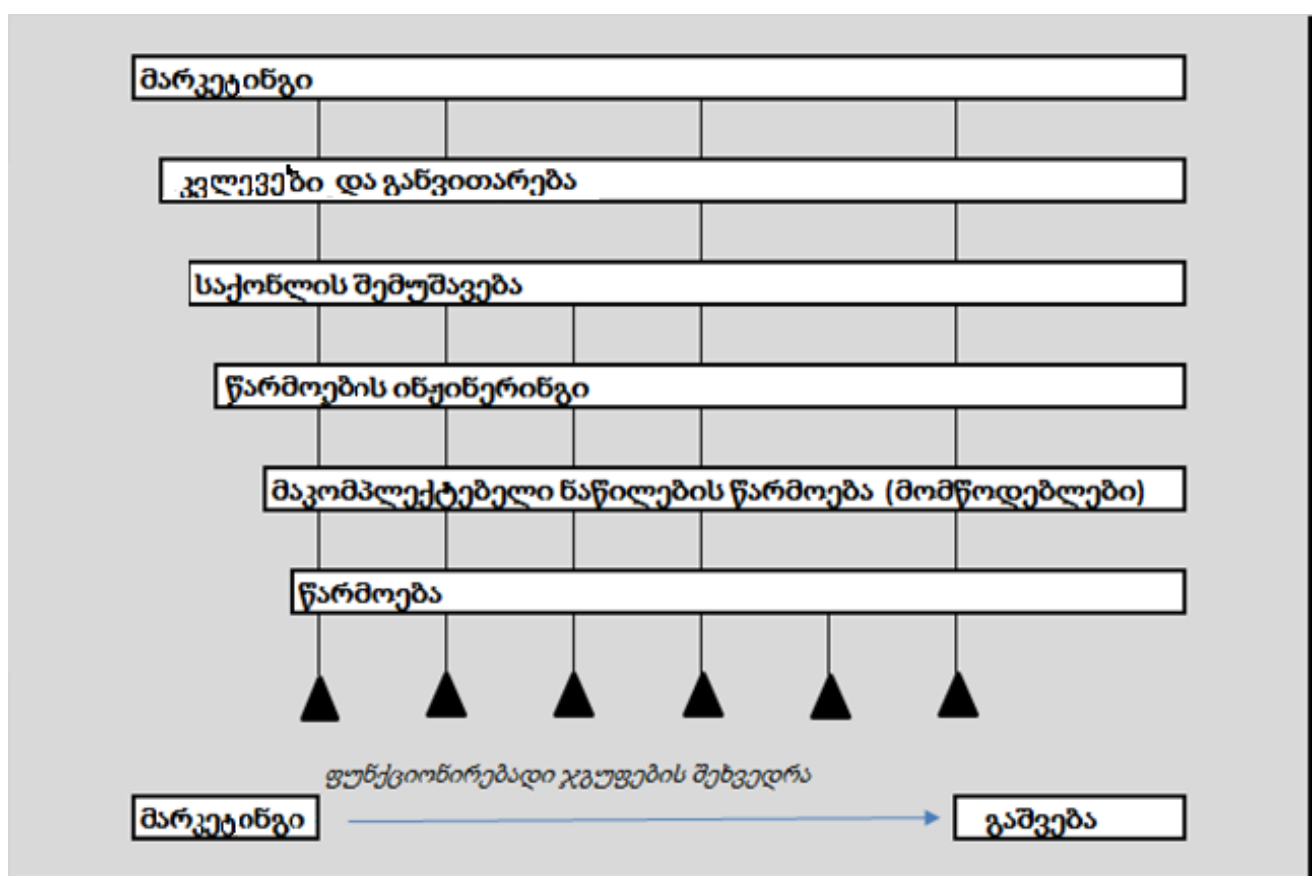 მარკეტინგი
კვლევები და განვითარება
საქონლის შემუშავება
წარმოების ინჟინერინგი
მაკომპლექტებელი ნაწილების წარმოება (მომწოდებლები)
წარმოება
ფუნქციონირებადი ჯგუფების შეხვედრა
მარკეტინგი
გაშვება